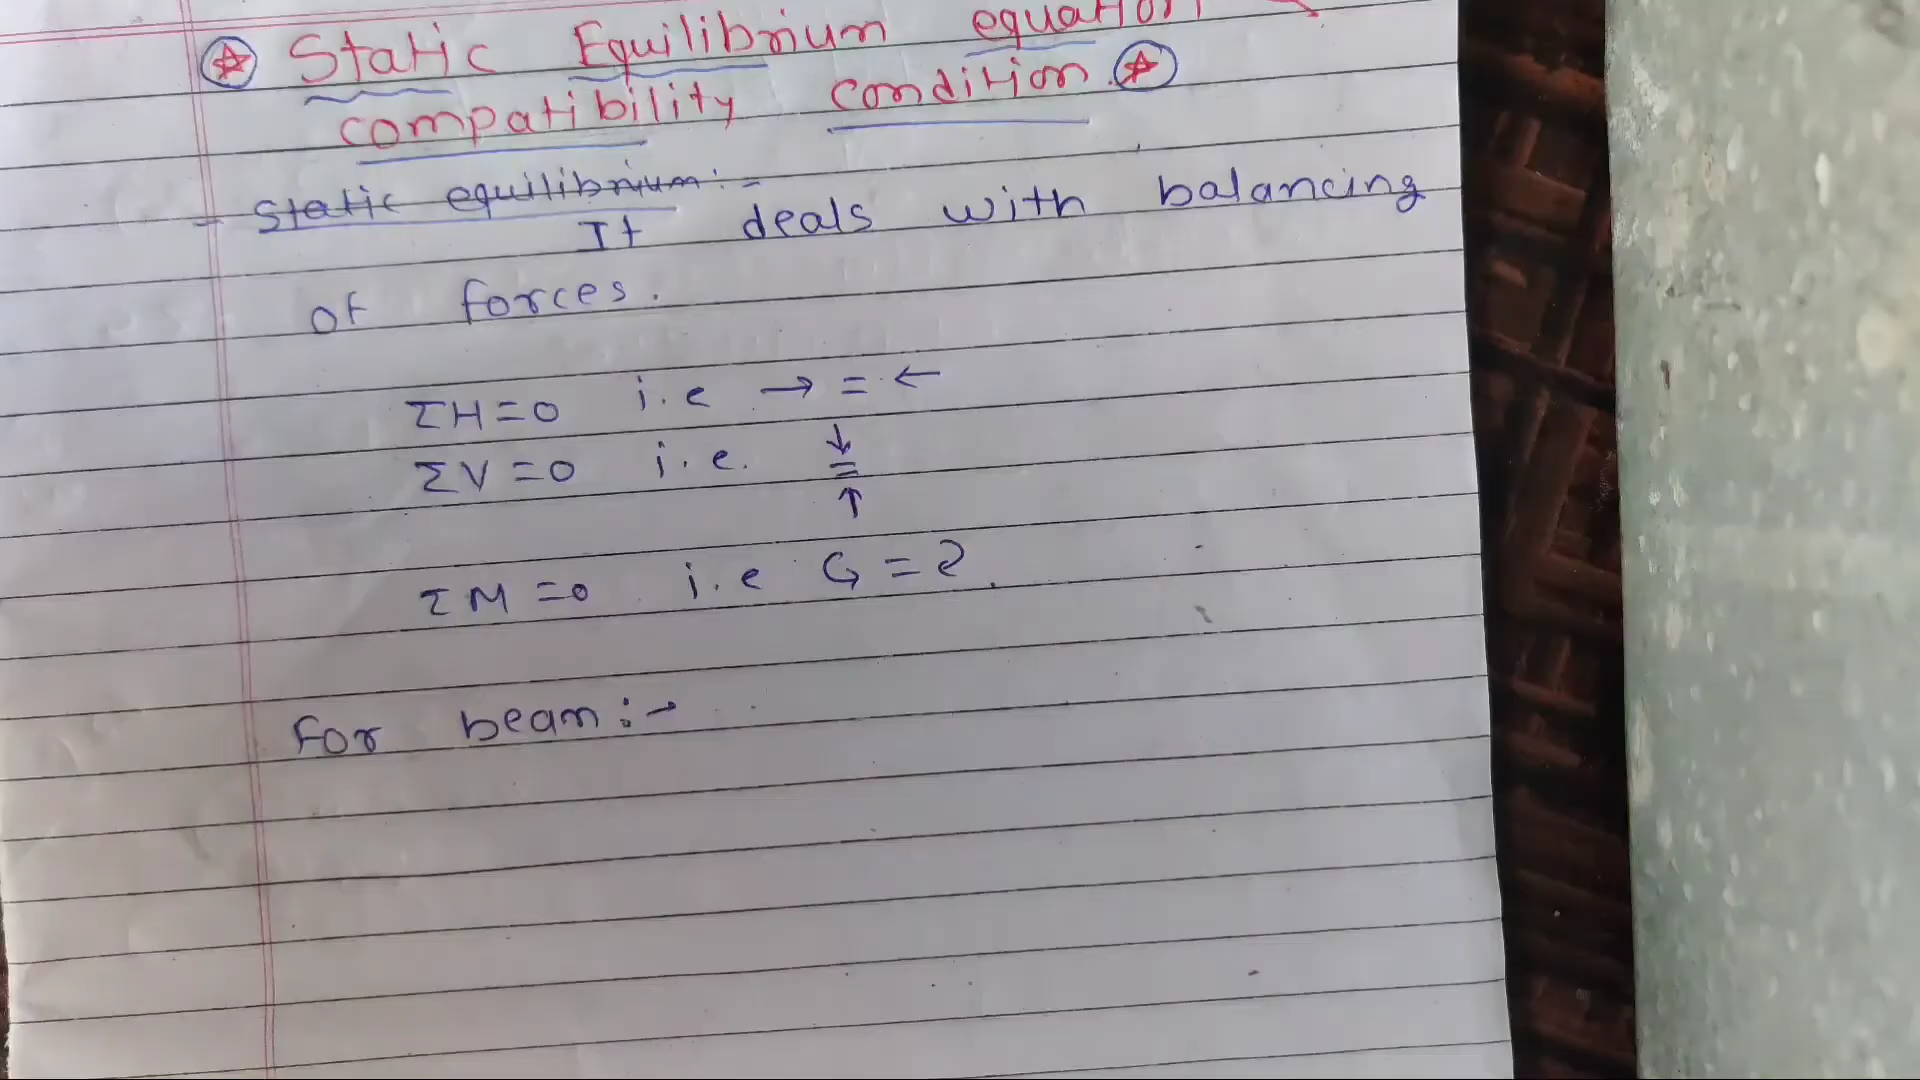 Static Equilibrium equation
compatibility condition.
- Static equilibrium:-
It deals with balancing
of forces.
ΣH=0 i.e → = ←
ΣV=0 i.e. ↓ = ↑
ΣM=0 i.e ↺ = ↻.
For beam:-